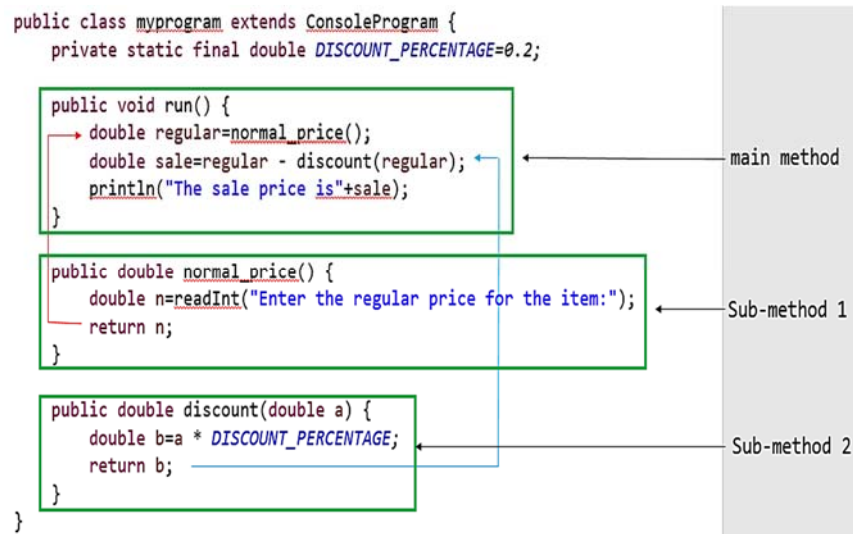 public class myprogram extends ConsoleProgram {
private static final double DISCOUNT_PERCENTAGE=0.2;
public void run() {
double regular=normal_price();
double sale=regular - discount(regular);
println("The sale price is"+sale);
}
main method
public double normal_price() {
double n=readInt("Enter the regular price for the item:");
return n;
}
Sub-method 1
public double discount(double a) {
double b=a * DISCOUNT_PERCENTAGE;
return b;
}
Sub-method 2
}